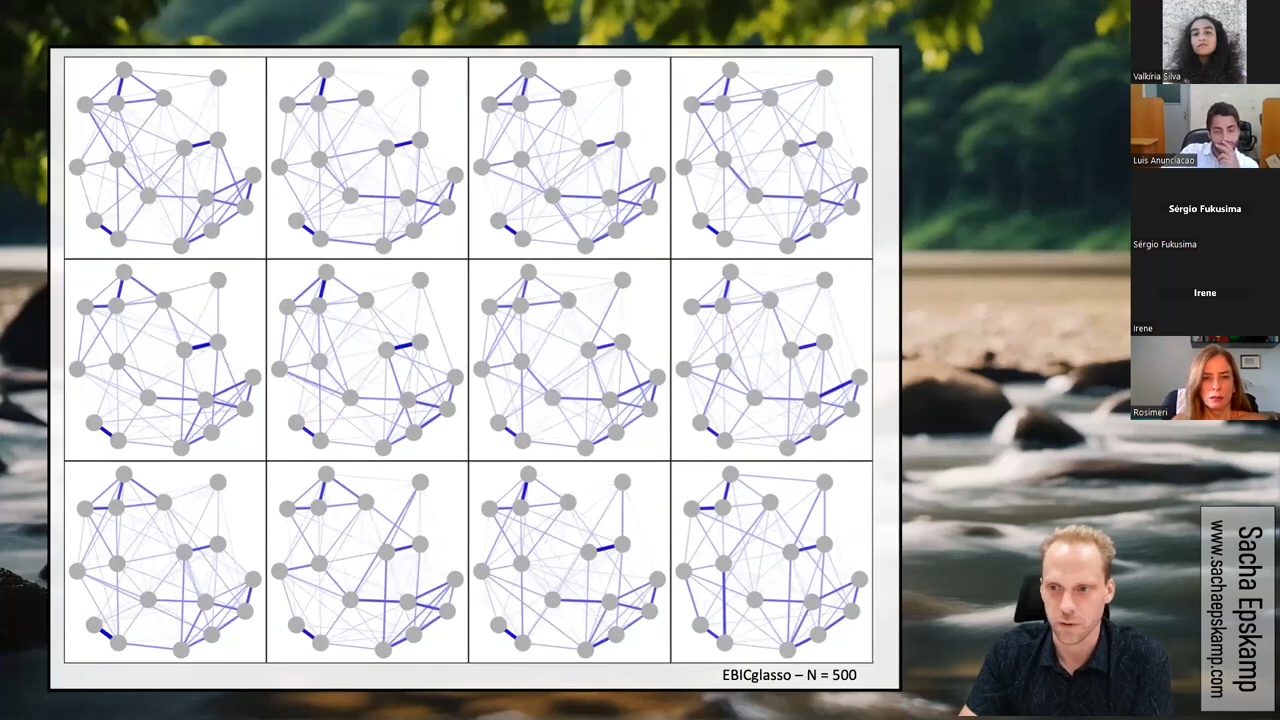 EBICglasso – N = 500
Valkíria Silva
Luis Anunciacao
Sérgio Fukusima
Sérgio Fukusima
Irene
Irene
Rosimeri
Sacha Epskamp
www.sachaepskamp.com